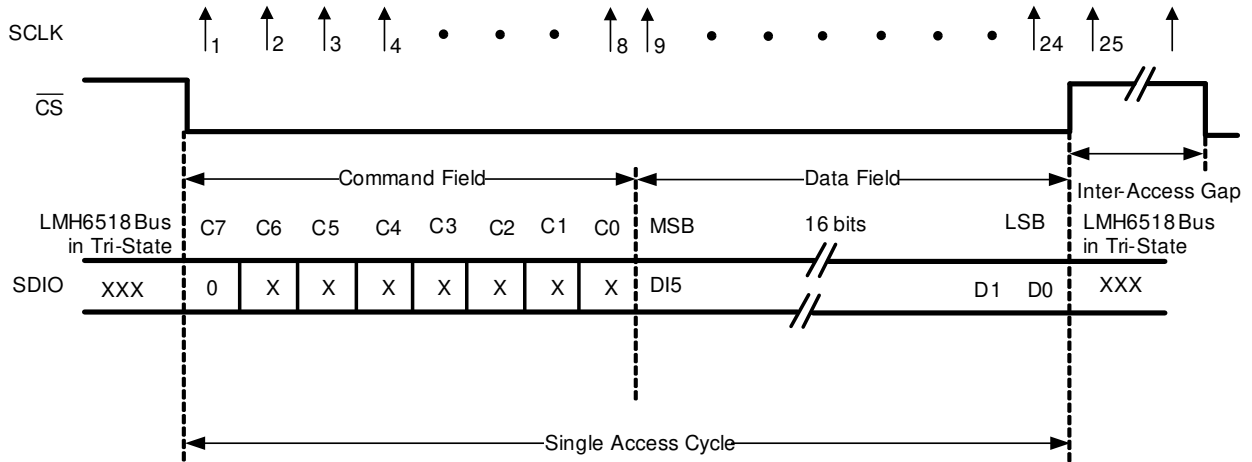 SCLK 1 2 3 4 8 9 24 25
CS
Command Field Data Field
Inter-Access Gap
LMH6518 Bus in Tri-State
C7 C6 C5 C4 C3 C2 C1 C0 MSB 16 bits LSB
LMH6518 Bus in Tri-State
SDIO XXX 0 X X X X X X X DI5 D1 D0 XXX
Single Access Cycle